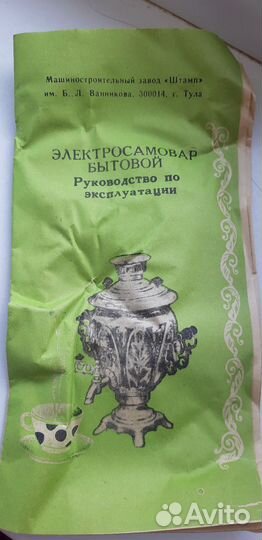 Машиностроительный завод «Штамп»
им. Б. Л. Ванникова, 300014, г. Тула
ЭЛЕКТРОСАМОВАР
БЫТОВОЙ
Руководство по
эксплуатации
Avito